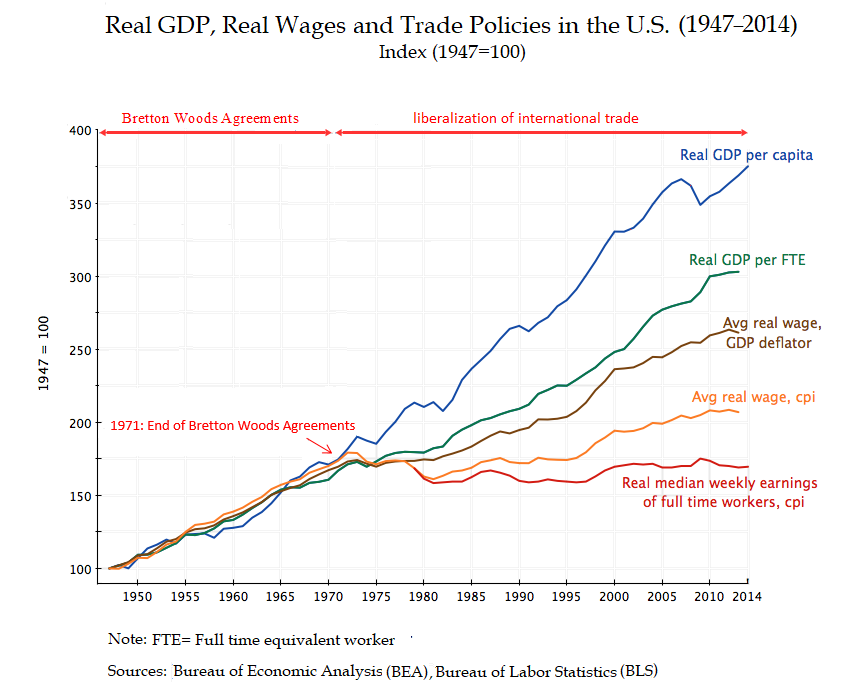 Real GDP, Real Wages and Trade Policies in the U.S. (1947–2014)
Index (1947=100)
Bretton Woods Agreements
liberalization of international trade
400
Real GDP per capita
350
Real GDP per FTE
300
Avg real wage,
GDP deflator
1947 = 100
250
Avg real wage, cpi
200
1971: End of Bretton Woods Agreements
Real median weekly earnings
of full time workers, cpi
150
100
1950 1955 1960 1965 1970 1975 1980 1985 1990 1995 2000 2005 2010 2014
Note: FTE= Full time equivalent worker
Sources: Bureau of Economic Analysis (BEA), Bureau of Labor Statistics (BLS)